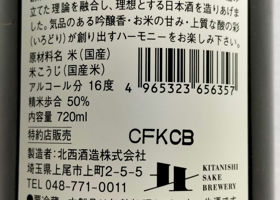 立てた理論を融合し、理想とする日本酒を造りあげまし
た。気品のある吟醸香・お米の甘み・上質な酸の彩
(いろどり)が創り出すハーモニーをお楽しみ下さい。
原材料名 米(国産)
米こうじ(国産米)
アルコール分 16度
精米歩合 50%
内容量 720ml
特約店販売
4965323656357
CFKCB
製造者:北西酒造株式会社
埼玉県上尾市上町2-5-5
TEL 048-771-0011
KITANISHI
SAKE
BREWERY